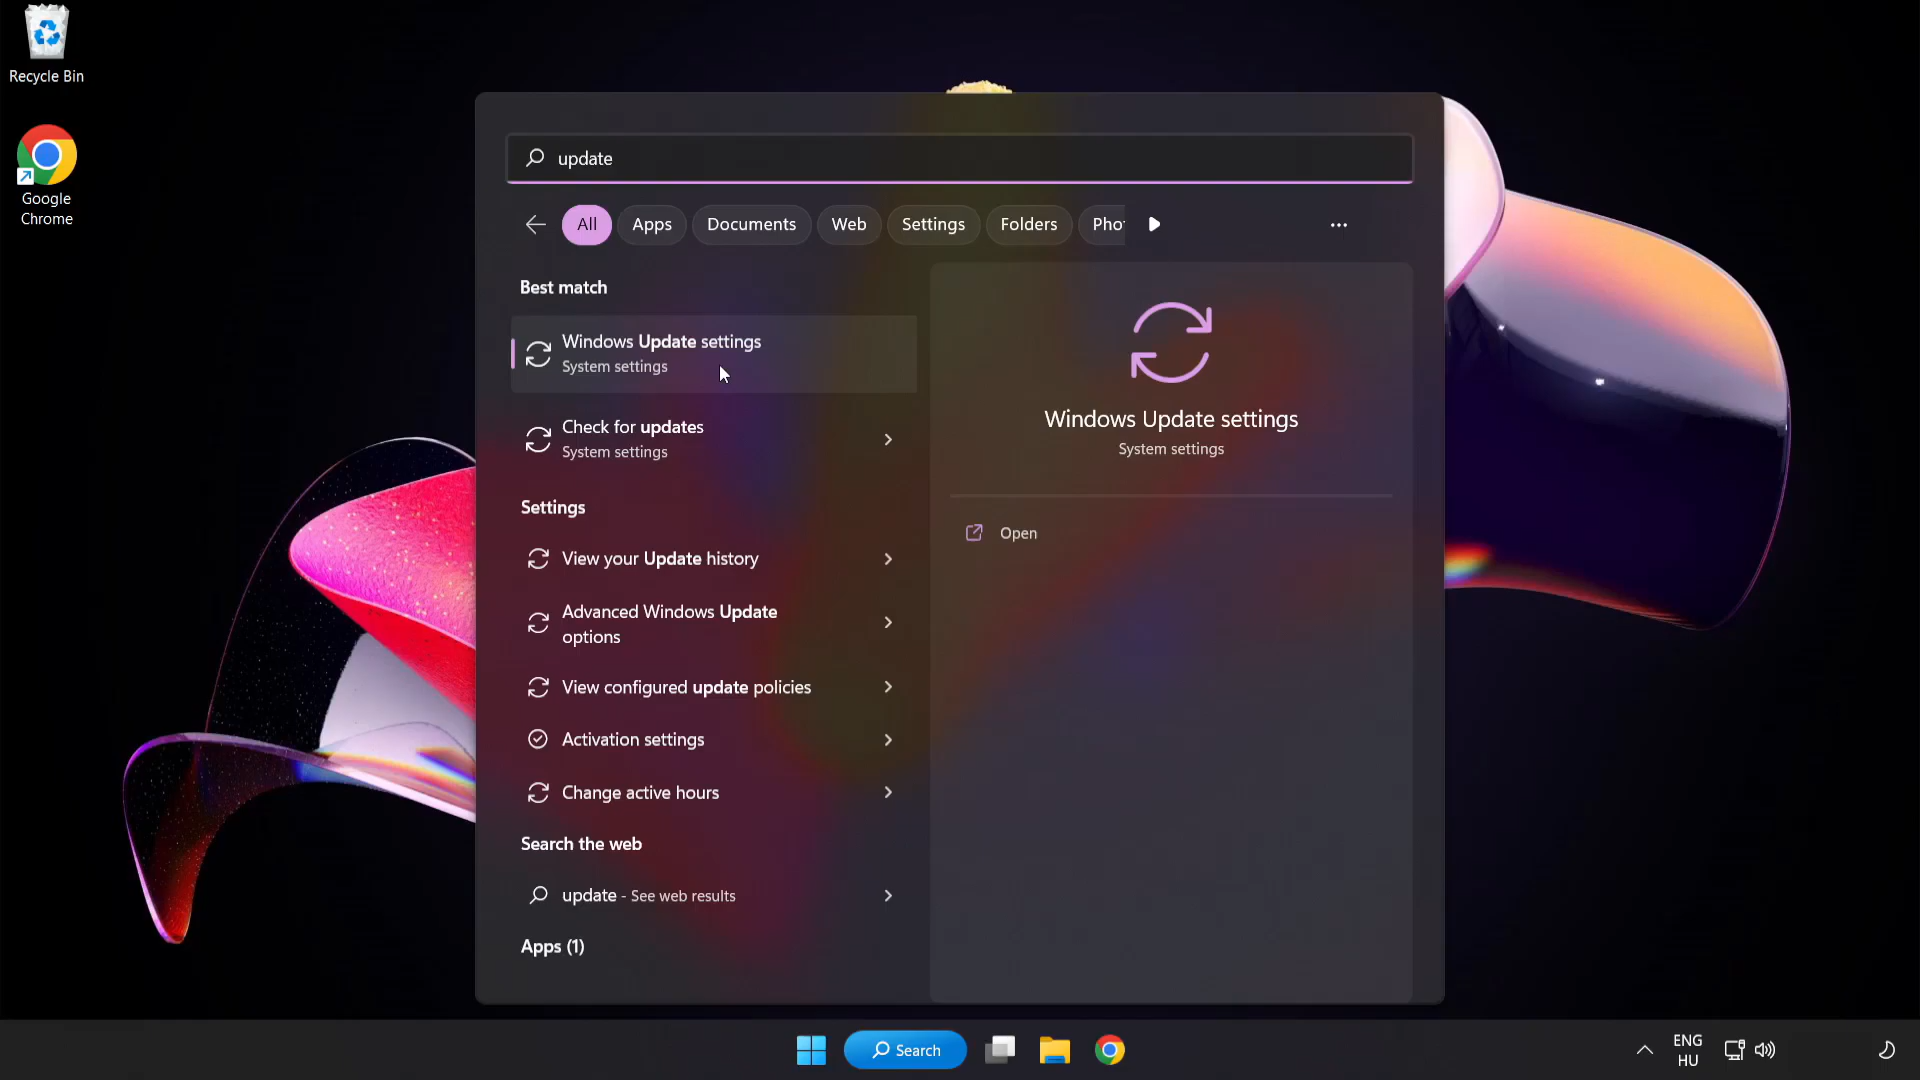 Recycle Bin
Google
Chrome
update
All
Apps
Documents
Web
Settings
Folders
Pho
Best match
Windows Update settings
System settings
Check for updates
System settings
Settings
View your Update history
Advanced Windows Update
options
View configured update policies
Activation settings
Change active hours
Search the web
update - See web results
Apps (1)
Windows Update settings
System settings
Open
Search
ENG
HU